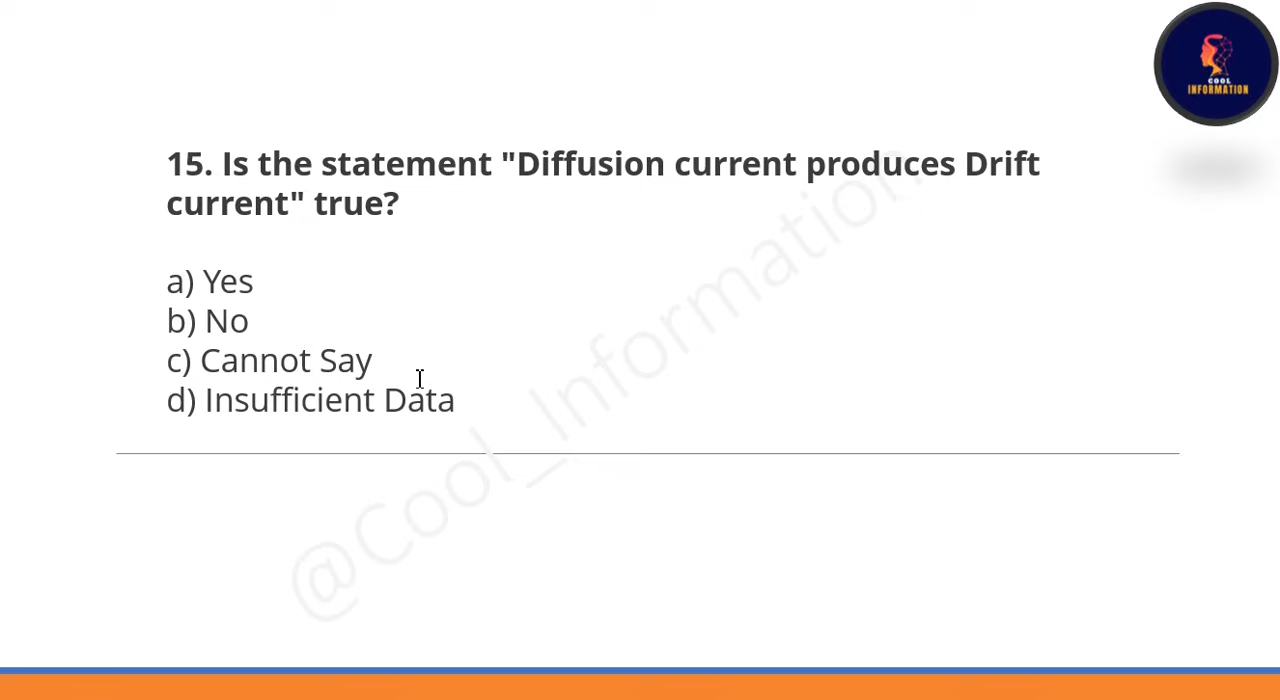 COOL
INFORMATION
15. Is the statement "Diffusion current produces Drift
current" true?
a) Yes
b) No
c) Cannot Say
d) Insufficient Data
@Cool_Information